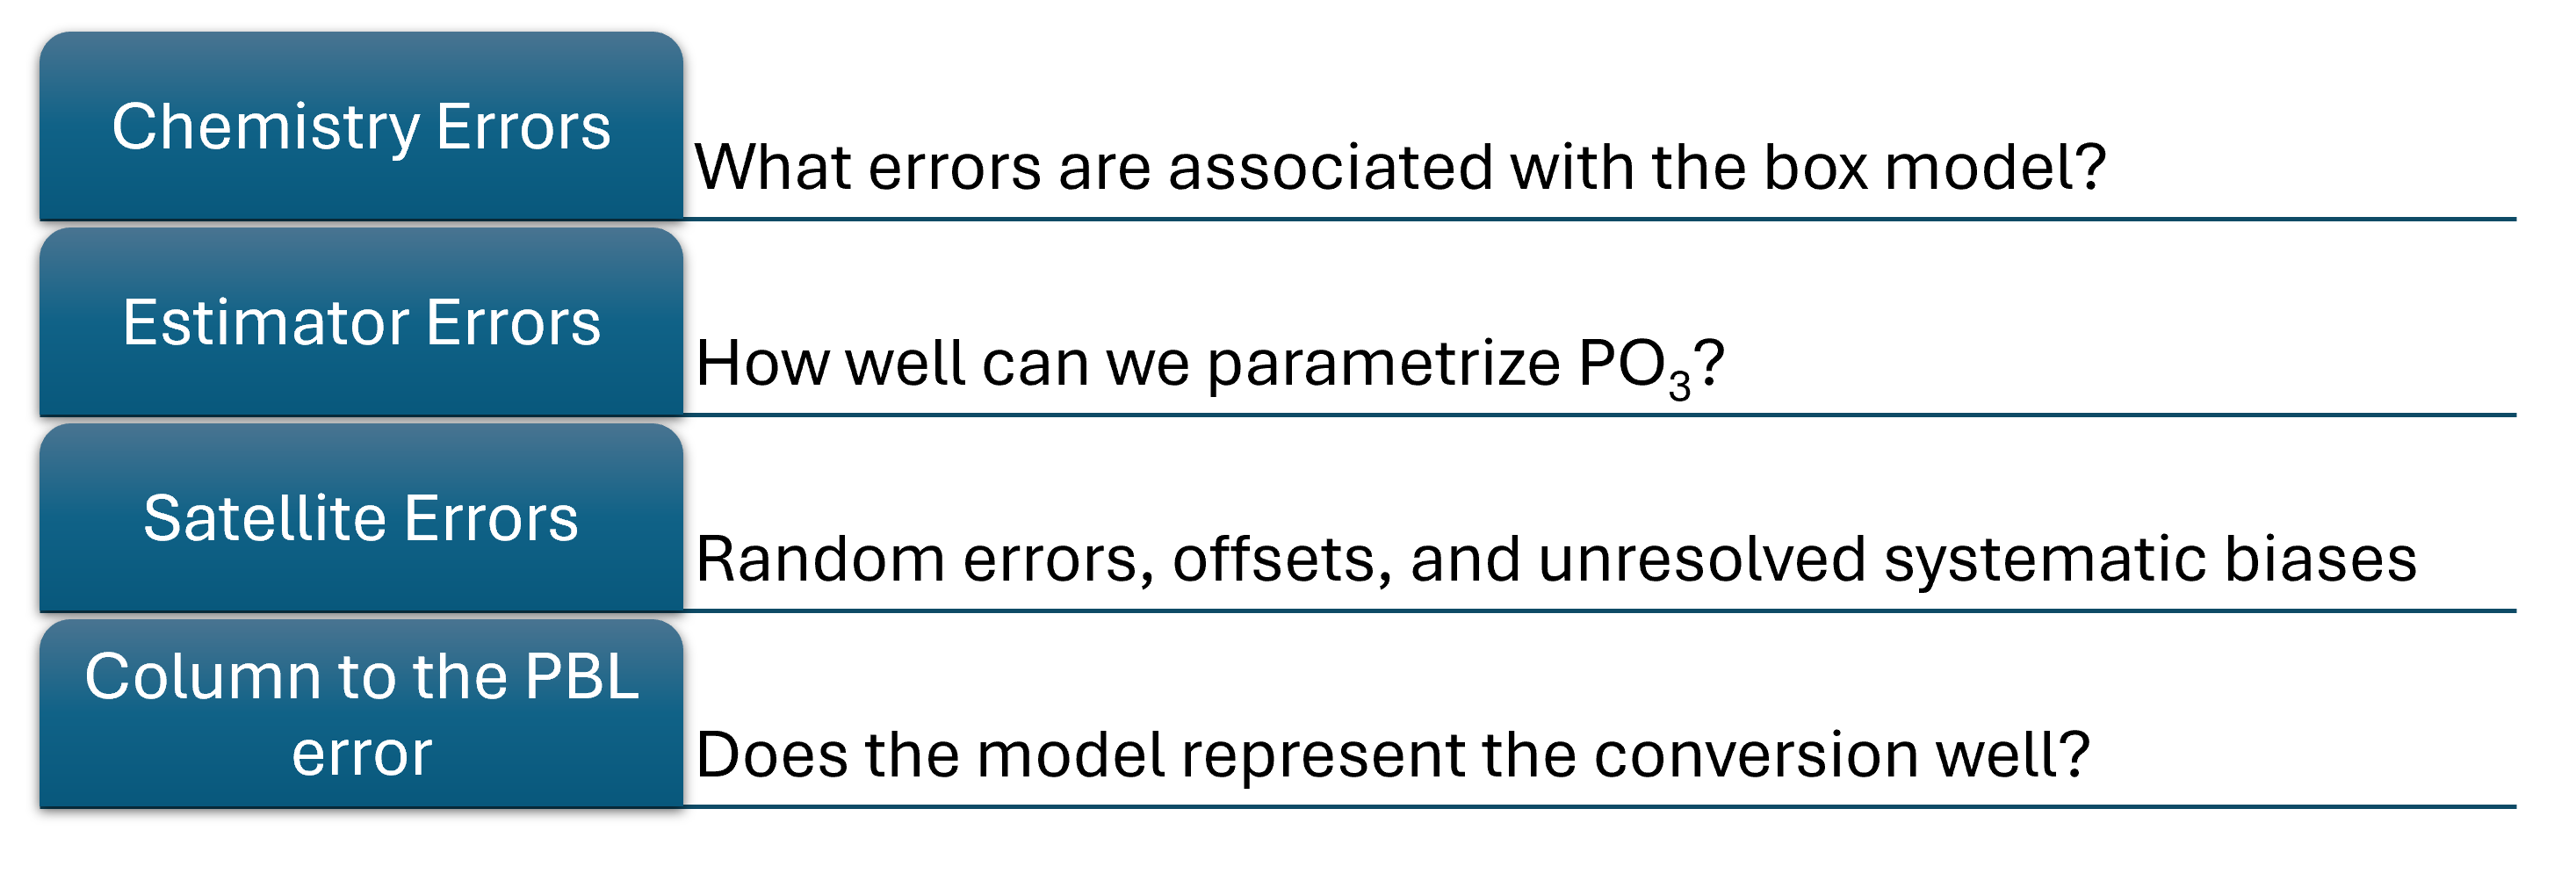 Chemistry Errors
What errors are associated with the box model?
Estimator Errors
How well can we parametrize PO₃?
Satellite Errors
Random errors, offsets, and unresolved systematic biases
Column to the PBL
error
Does the model represent the conversion well?